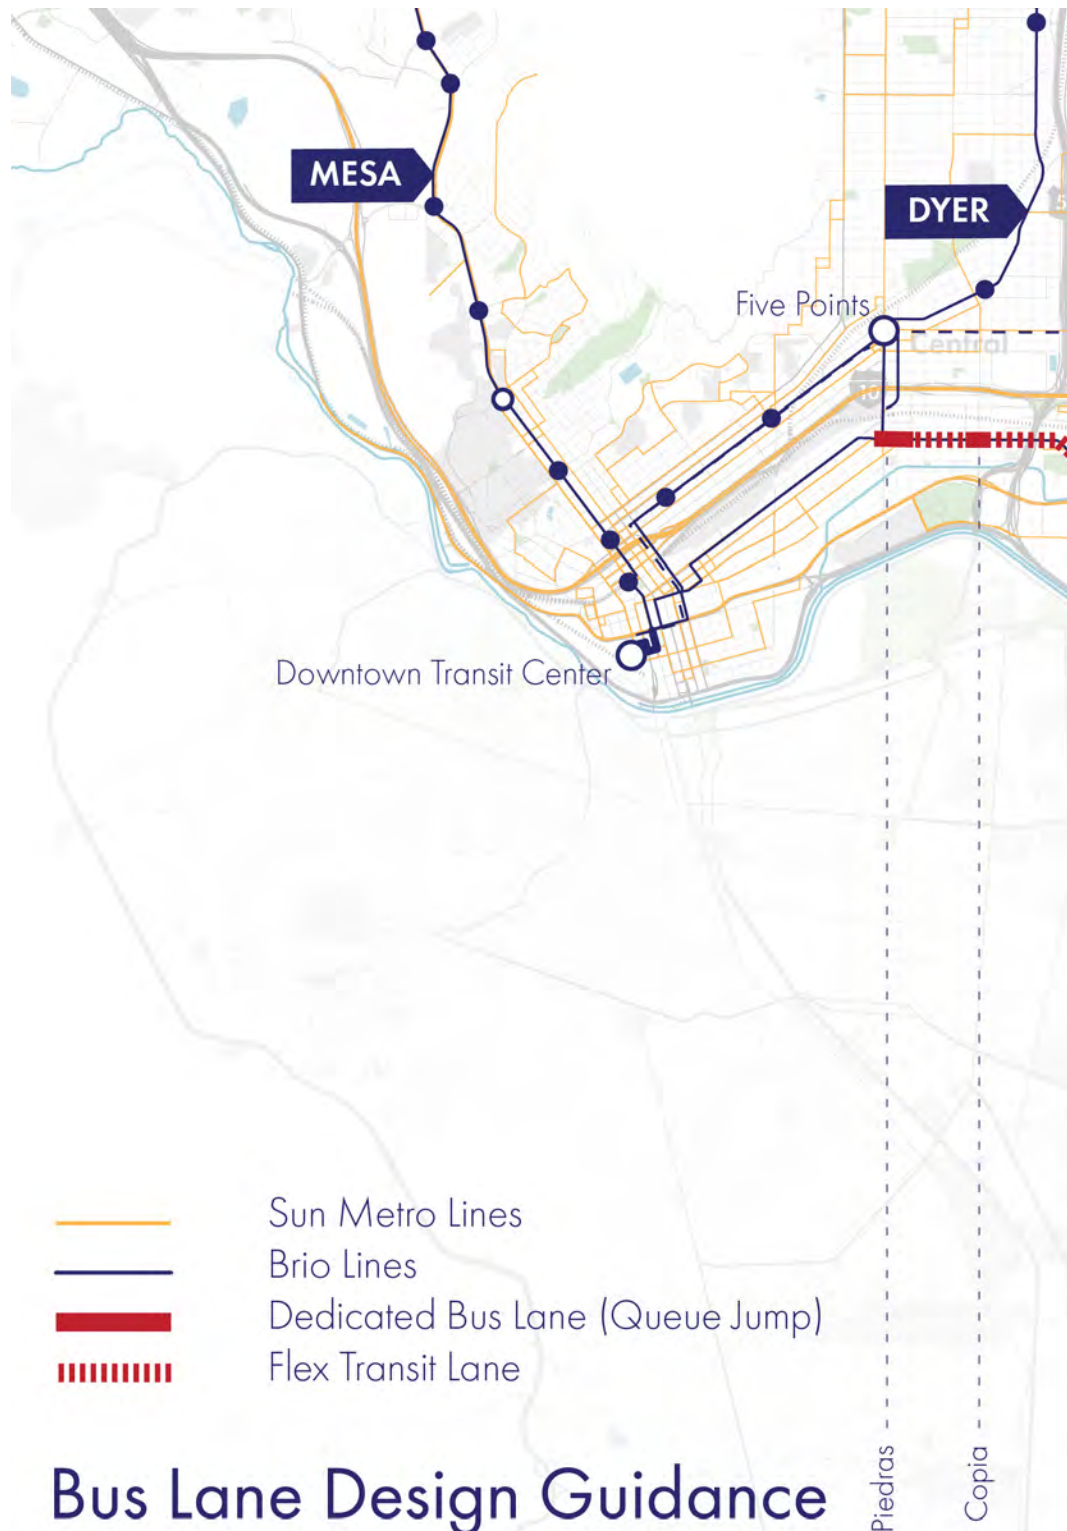 MESA
DYER
Five Points
Central
10
Downtown Transit Center
Sun Metro Lines
Brio Lines
Dedicated Bus Lane (Queue Jump)
Flex Transit Lane
Bus Lane Design Guidance
Piedras
Copia